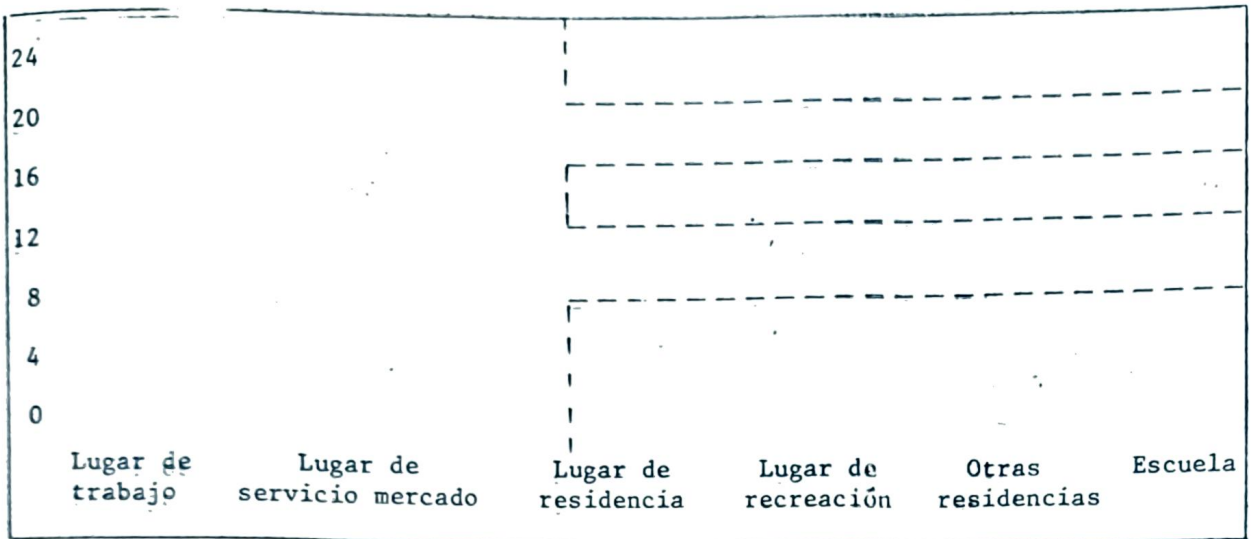 24
20
16
12
8
4
0
Lugar de trabajo
Lugar de servicio mercado
Lugar de residencia
Lugar de recreación
Otras residencias
Escuela